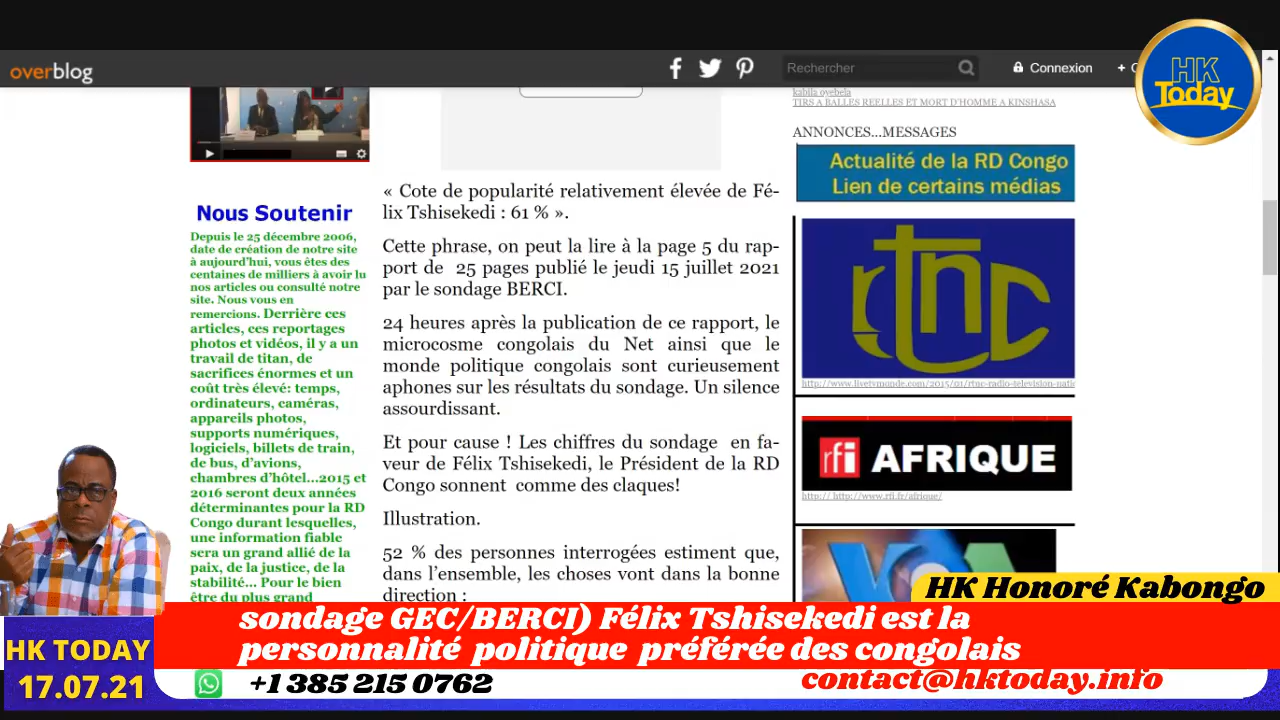 overblog
Rechercher
Connexion
+ C
HK
Today
kabila oyebela
TIRS A BALLES REELLES ET MORT D'HOMME A KINSHASA
ANNONCES...MESSAGES
Actualité de la RD Congo
Lien de certains médias
rtnc
http://www.livetvmonde.com/2015/01/rtnc-radio-television-natio
rfi AFRIQUE
http:// http://www.rfi.fr/afrique/
Nous Soutenir
Depuis le 25 décembre 2006,
date de création de notre site
à aujourd'hui, vous êtes des
centaines de milliers à avoir lu
nos articles ou consulté notre
site. Nous vous en
remercions. Derrière ces
articles, ces reportages
photos et vidéos, il y a un
travail de titan, de
sacrifices énormes et un
coût très élevé: temps,
ordinateurs, caméras,
appareils photos,
supports numériques,
logiciels, billets de train,
de bus, d'avions,
chambres d'hôtel...2015 et
2016 seront deux années
déterminantes pour la RD
Congo durant lesquelles,
une information fiable
sera un grand allié de la
paix, de la justice, de la
stabilité... Pour le bien
être du plus grand
« Cote de popularité relativement élevée de Fé-
lix Tshisekedi : 61 % ».
Cette phrase, on peut la lire à la page 5 du rap-
port de 25 pages publié le jeudi 15 juillet 2021
par le sondage BERCI.
24 heures après la publication de ce rapport, le
microcosme congolais du Net ainsi que le
monde politique congolais sont curieusement
aphones sur les résultats du sondage. Un silence
assourdissant.
Et pour cause ! Les chiffres du sondage en fa-
veur de Félix Tshisekedi, le Président de la RD
Congo sonnent comme des claques!
Illustration.
52 % des personnes interrogées estiment que,
dans l'ensemble, les choses vont dans la bonne
direction :
HK Honoré Kabongo
sondage GEC/BERCI) Félix Tshisekedi est la
personnalité politique préférée des congolais
HK TODAY
17.07.21
+1 385 215 0762
contact@hktoday.info